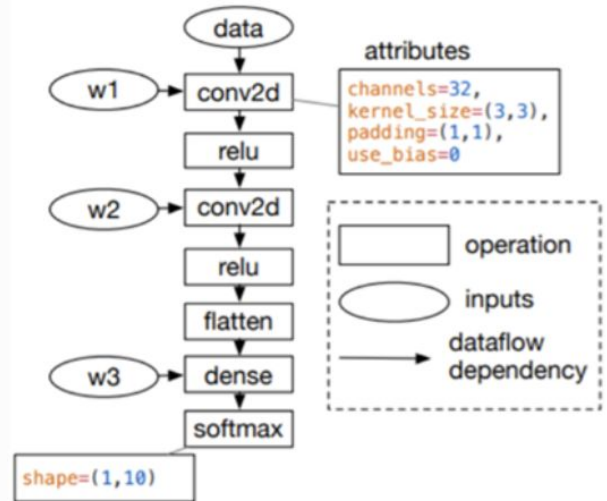 data
attributes
w1
conv2d
channels=32,
kernel_size=(3,3),
padding=(1,1),
use_bias=0
relu
w2
conv2d
operation
relu
inputs
flatten
dataflow
dependency
w3
dense
softmax
shape=(1,10)